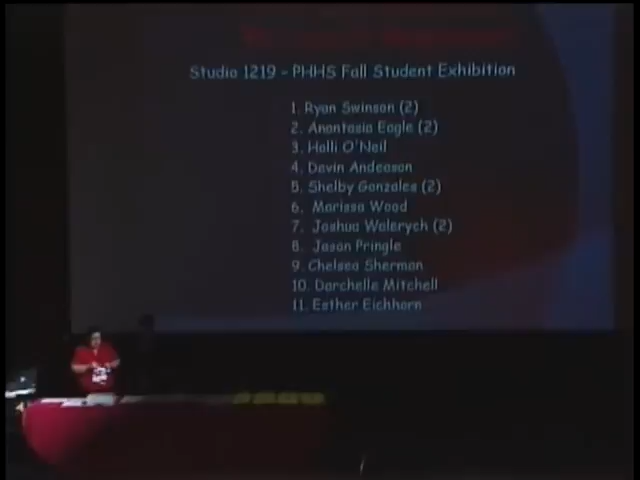 Studio 1219 - PHHS Fall Student Exhibition
1. Ryan Swinson (2)
2. Anastasia Eagle (2)
3. Halli O'Neil
4. Devin Andeason
5. Shelby Gonzales (2)
6. Marissa Wood
7. Joshua Walerych (2)
8. Jason Pringle
9. Chelsea Sherman
10. Darchelle Mitchell
11. Esther Eichhorn